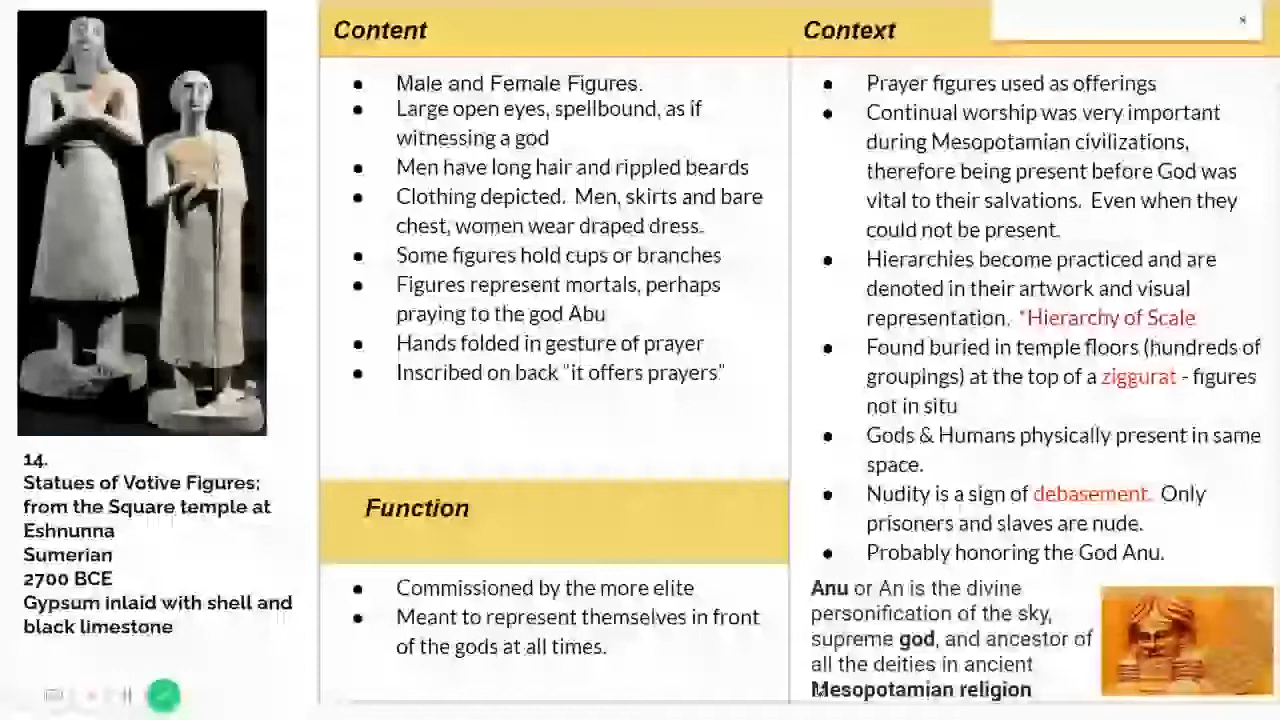 14.
Statues of Votive Figures;
from the Square temple at
Eshnunna
Sumerian
2700 BCE
Gypsum inlaid with shell and
black limestone
Content
Male and Female Figures.
Large open eyes, spellbound, as if
witnessing a god
Men have long hair and rippled beards
Clothing depicted. Men, skirts and bare
chest, women wear draped dress.
Some figures hold cups or branches
Figures represent mortals, perhaps
praying to the god Abu
Hands folded in gesture of prayer
Inscribed on back "it offers prayers"
Function
Commissioned by the more elite
Meant to represent themselves in front
of the gods at all times.
Context
Prayer figures used as offerings
Continual worship was very important
during Mesopotamian civilizations,
therefore being present before God was
vital to their salvations. Even when they
could not be present.
Hierarchies become practiced and are
denoted in their artwork and visual
representation. *Hierarchy of Scale
Found buried in temple floors (hundreds of
groupings) at the top of a ziggurat - figures
not in situ
Gods & Humans physically present in same
space.
Nudity is a sign of debasement. Only
prisoners and slaves are nude.
Probably honoring the God Anu.
Anu or An is the divine
personification of the sky,
supreme god, and ancestor of
all the deities in ancient
Mesopotamian religion